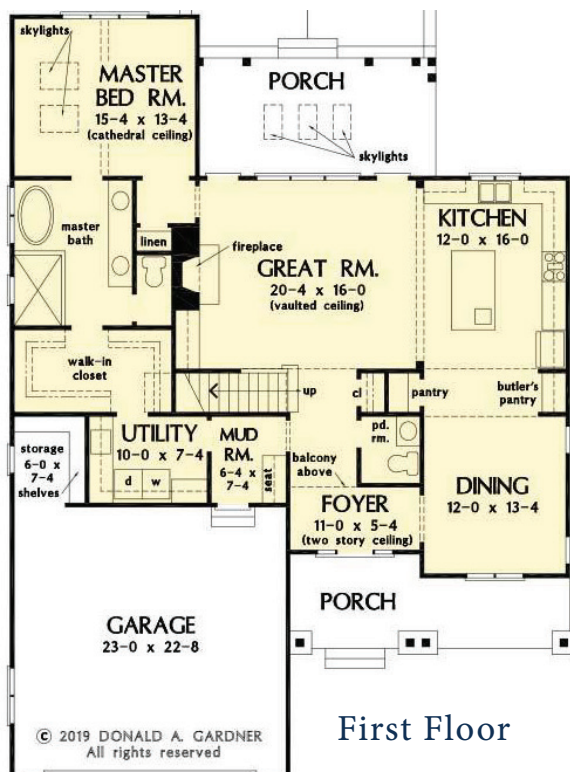 skylights
MASTER
BED RM.
15-4 x 13-4
(cathedral ceiling)
PORCH
skylights
master
bath
linen
fireplace
GREAT RM.
20-4 x 16-0
(vaulted ceiling)
KITCHEN
12-0 x 16-0
walk-in
closet
up
cl
pantry
butler's
pantry
storage
6-0 x
7-4
shelves
UTILITY
10-0 x 7-4
d
w
MUD
RM.
6-4 x
7-4
seat
pd.
rm.
balcony
above
FOYER
11-0 x 5-4
(two story ceiling)
DINING
12-0 x 13-4
PORCH
GARAGE
23-0 x 22-8
© 2019 DONALD A. GARDNER
All rights reserved
First Floor